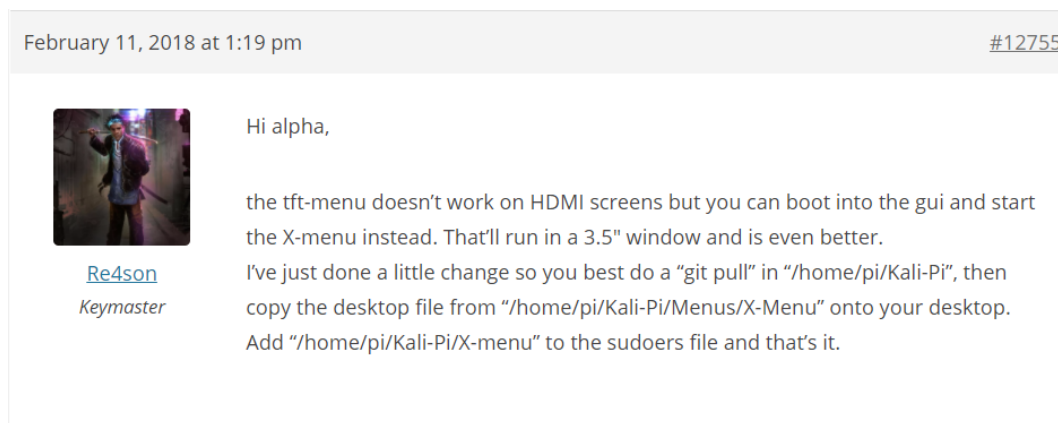 February 11, 2018 at 1:19 pm
#12755
Hi alpha,
the tft-menu doesn’t work on HDMI screens but you can boot into the gui and start
the X-menu instead. That’ll run in a 3.5" window and is even better.
Re4son
I’ve just done a little change so you best do a “git pull” in “/home/pi/Kali-Pi”, then
Keymaster
copy the desktop file from “/home/pi/Kali-Pi/Menus/X-Menu” onto your desktop.
Add “/home/pi/Kali-Pi/X-menu” to the sudoers file and that’s it.